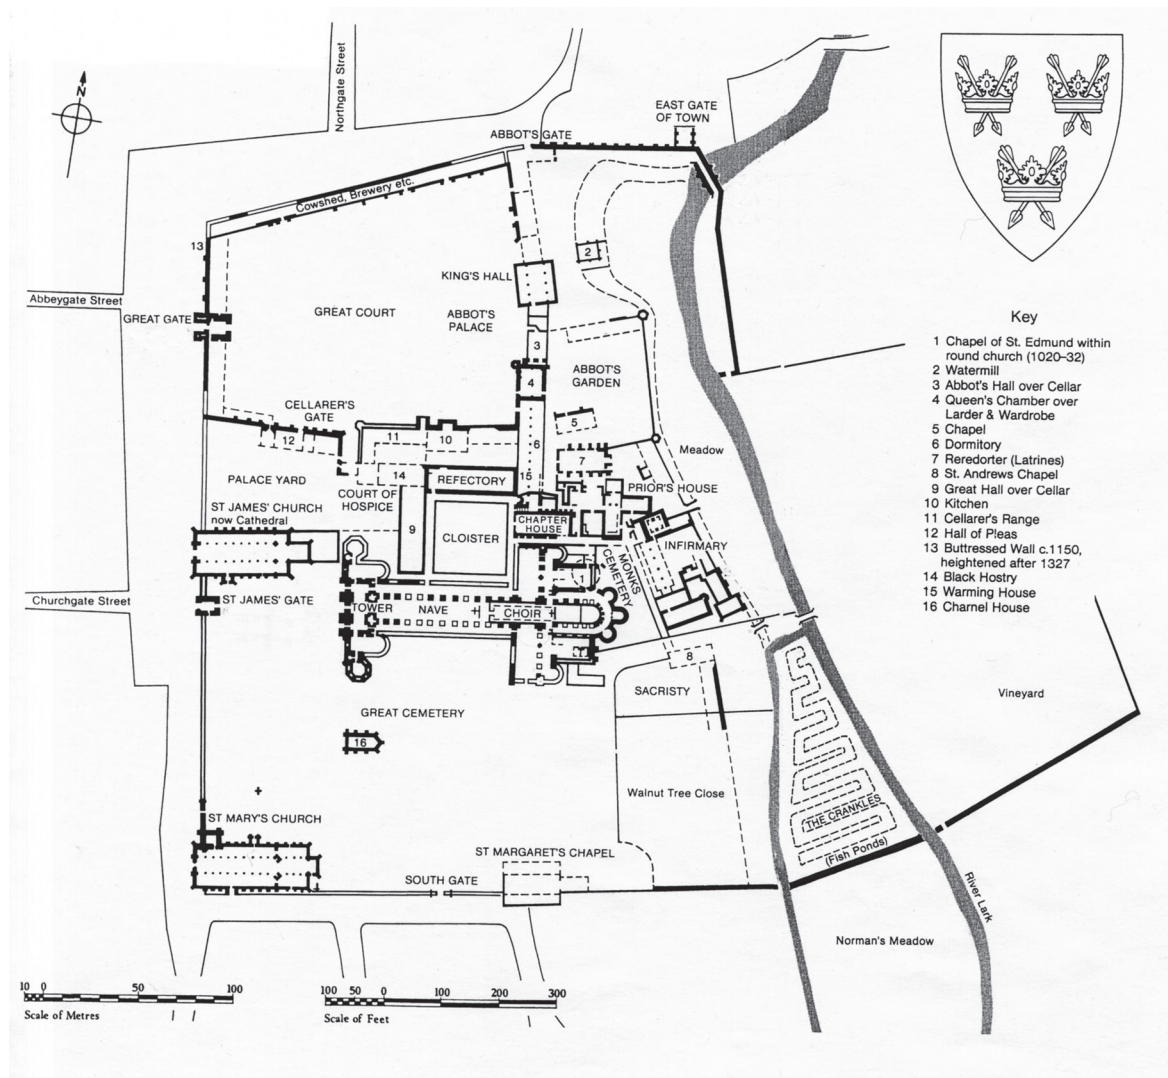 N
Northgate Street
EAST GATE
OF TOWN
ABBOT'S GATE
Cowshed, Brewery etc.
13
2
KING'S HALL
Abbeygate Street
GREAT GATE
GREAT COURT
ABBOT'S
PALACE
3
ABBOT'S
GARDEN
4
CELLARER'S
GATE
5
12
11
10
6
7
Meadow
14
REFECTORY
15
PALACE YARD
COURT OF
HOSPICE
PRIOR'S HOUSE
ST JAMES' CHURCH
now Cathedral
9
CLOISTER
CHAPTER
HOUSE
INFIRMARY
1
MONKS
CEMETERY
Churchgate Street
ST JAMES' GATE
TOWER
NAVE
CHOIR
8
SACRISTY
GREAT CEMETERY
16
Walnut Tree Close
Vineyard
THE CRANKLES
(Fish Ponds)
ST MARY'S CHURCH
ST MARGARET'S CHAPEL
SOUTH GATE
River Lark
Norman's Meadow
10 0 50 100
Scale of Metres
100 50 0 100 200 300
Scale of Feet
Key
1 Chapel of St. Edmund within
round church (1020–32)
2 Watermill
3 Abbot's Hall over Cellar
4 Queen's Chamber over
Larder & Wardrobe
5 Chapel
6 Dormitory
7 Reredorter (Latrines)
8 St. Andrews Chapel
9 Great Hall over Cellar
10 Kitchen
11 Cellarer's Range
12 Hall of Pleas
13 Buttressed Wall c.1150,
heightened after 1327
14 Black Hostry
15 Warming House
16 Charnel House